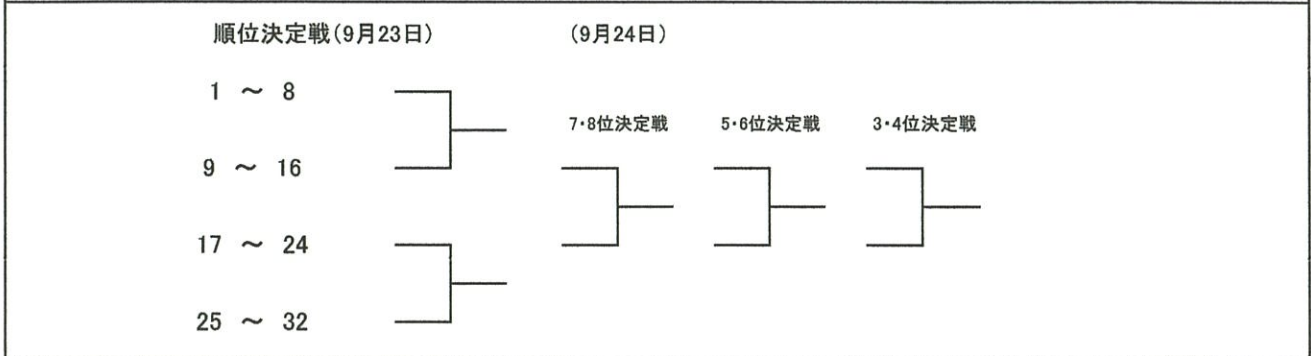 順位決定戦(9月23日)
(9月24日)
1 ～ 8
7・8位決定戦
5・6位決定戦
3・4位決定戦
9 ～ 16
17 ～ 24
25 ～ 32